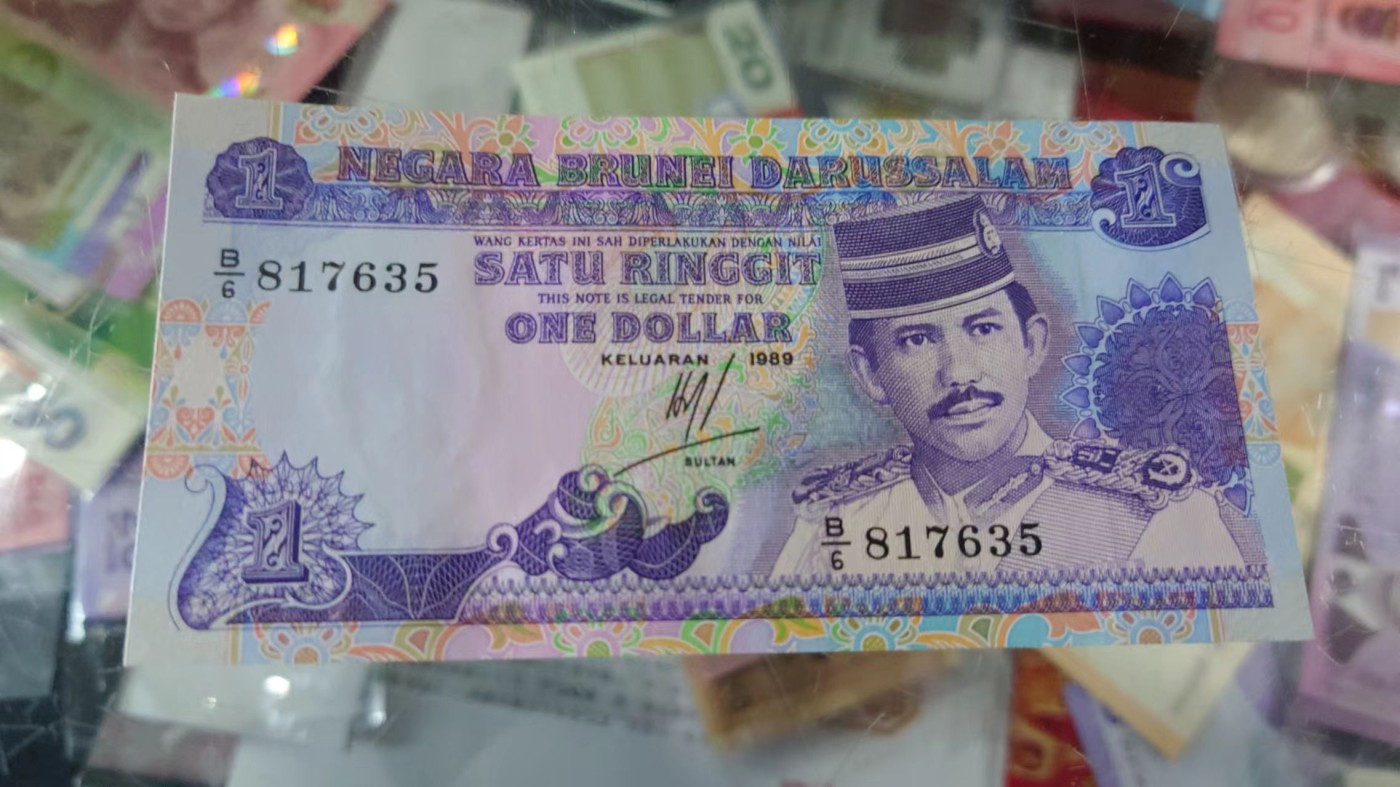 1 NEGARA BRUNEI DARUSSALAM 1
WANG KERTAS INI SAH DIPERLAKUKAN DENGAN NILAI
B/6 817635
SATU RINGGIT
THIS NOTE IS LEGAL TENDER FOR
ONE DOLLAR
KELUARAN / 1989
SULTAN
1
B/6 817635
20